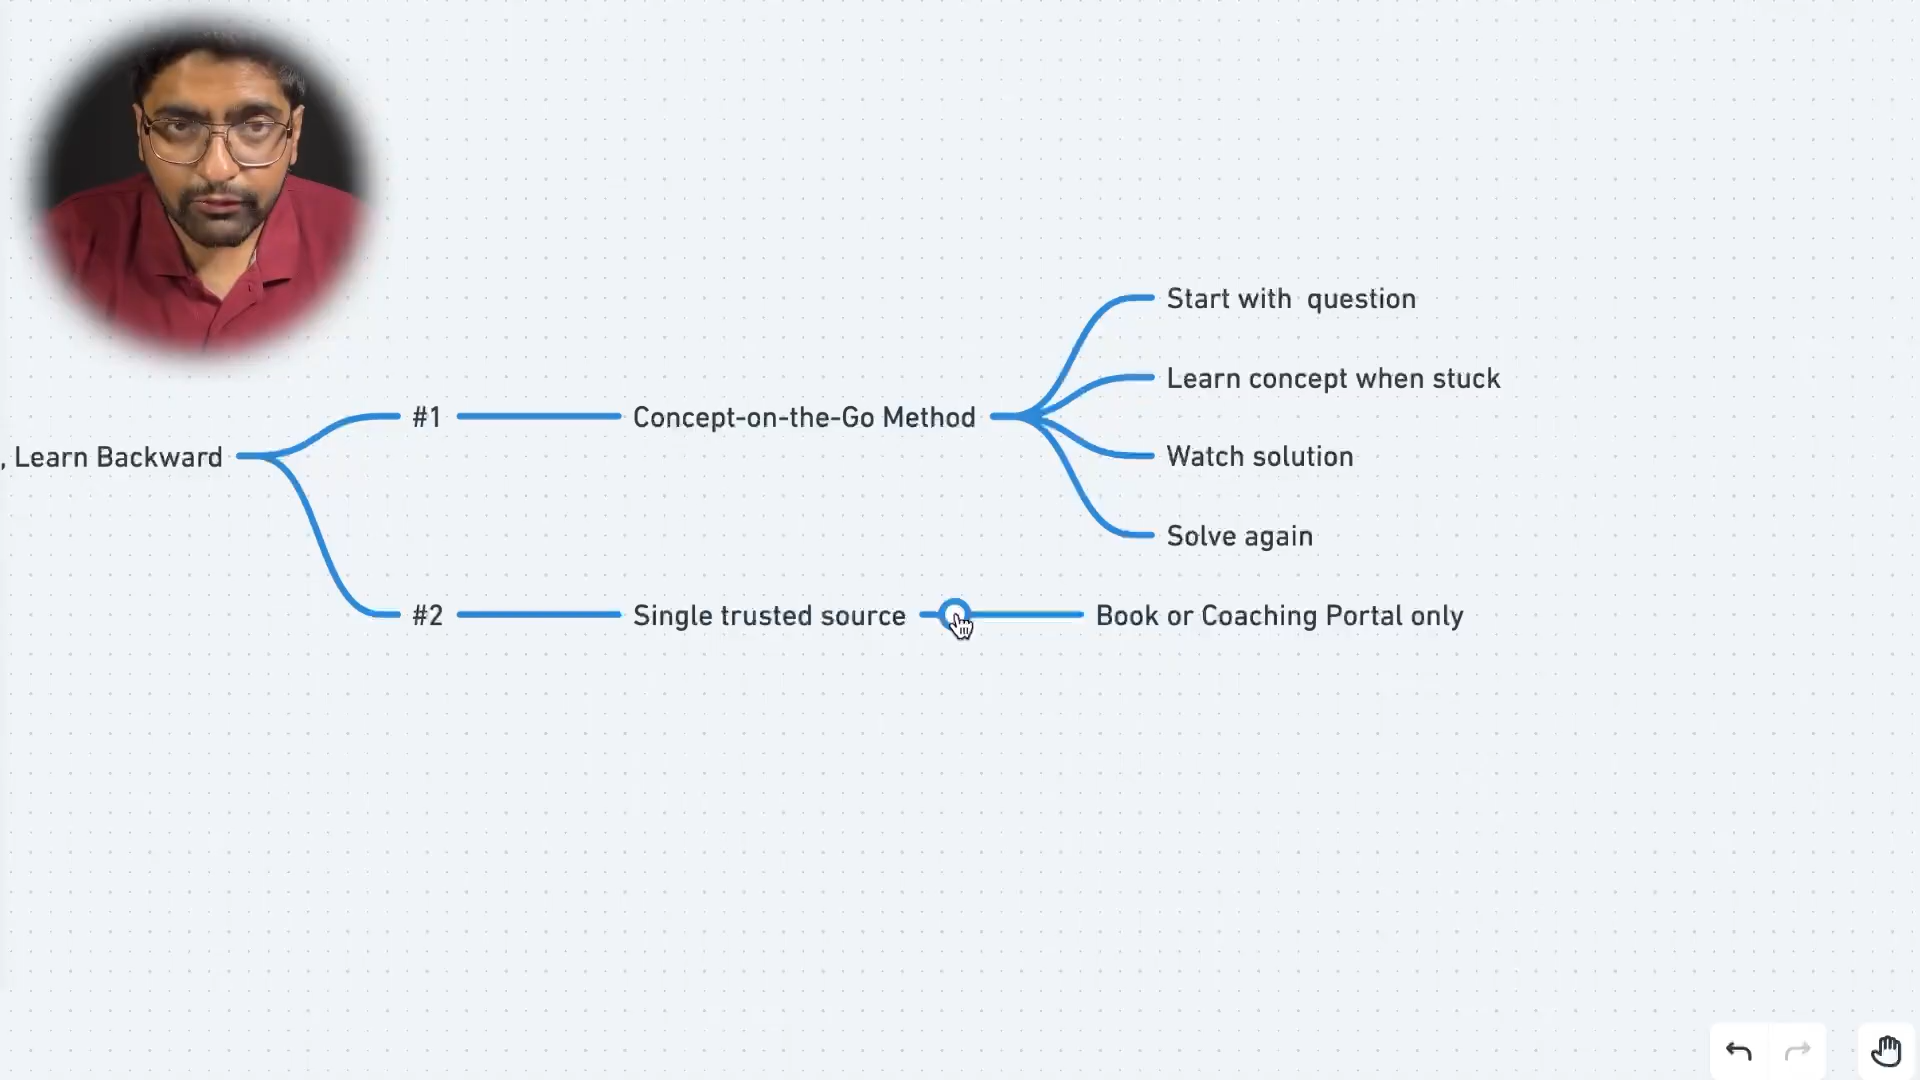 , Learn Backward
#1
Concept-on-the-Go Method
Start with  question
Learn concept when stuck
Watch solution
Solve again
#2
Single trusted source
Book or Coaching Portal only